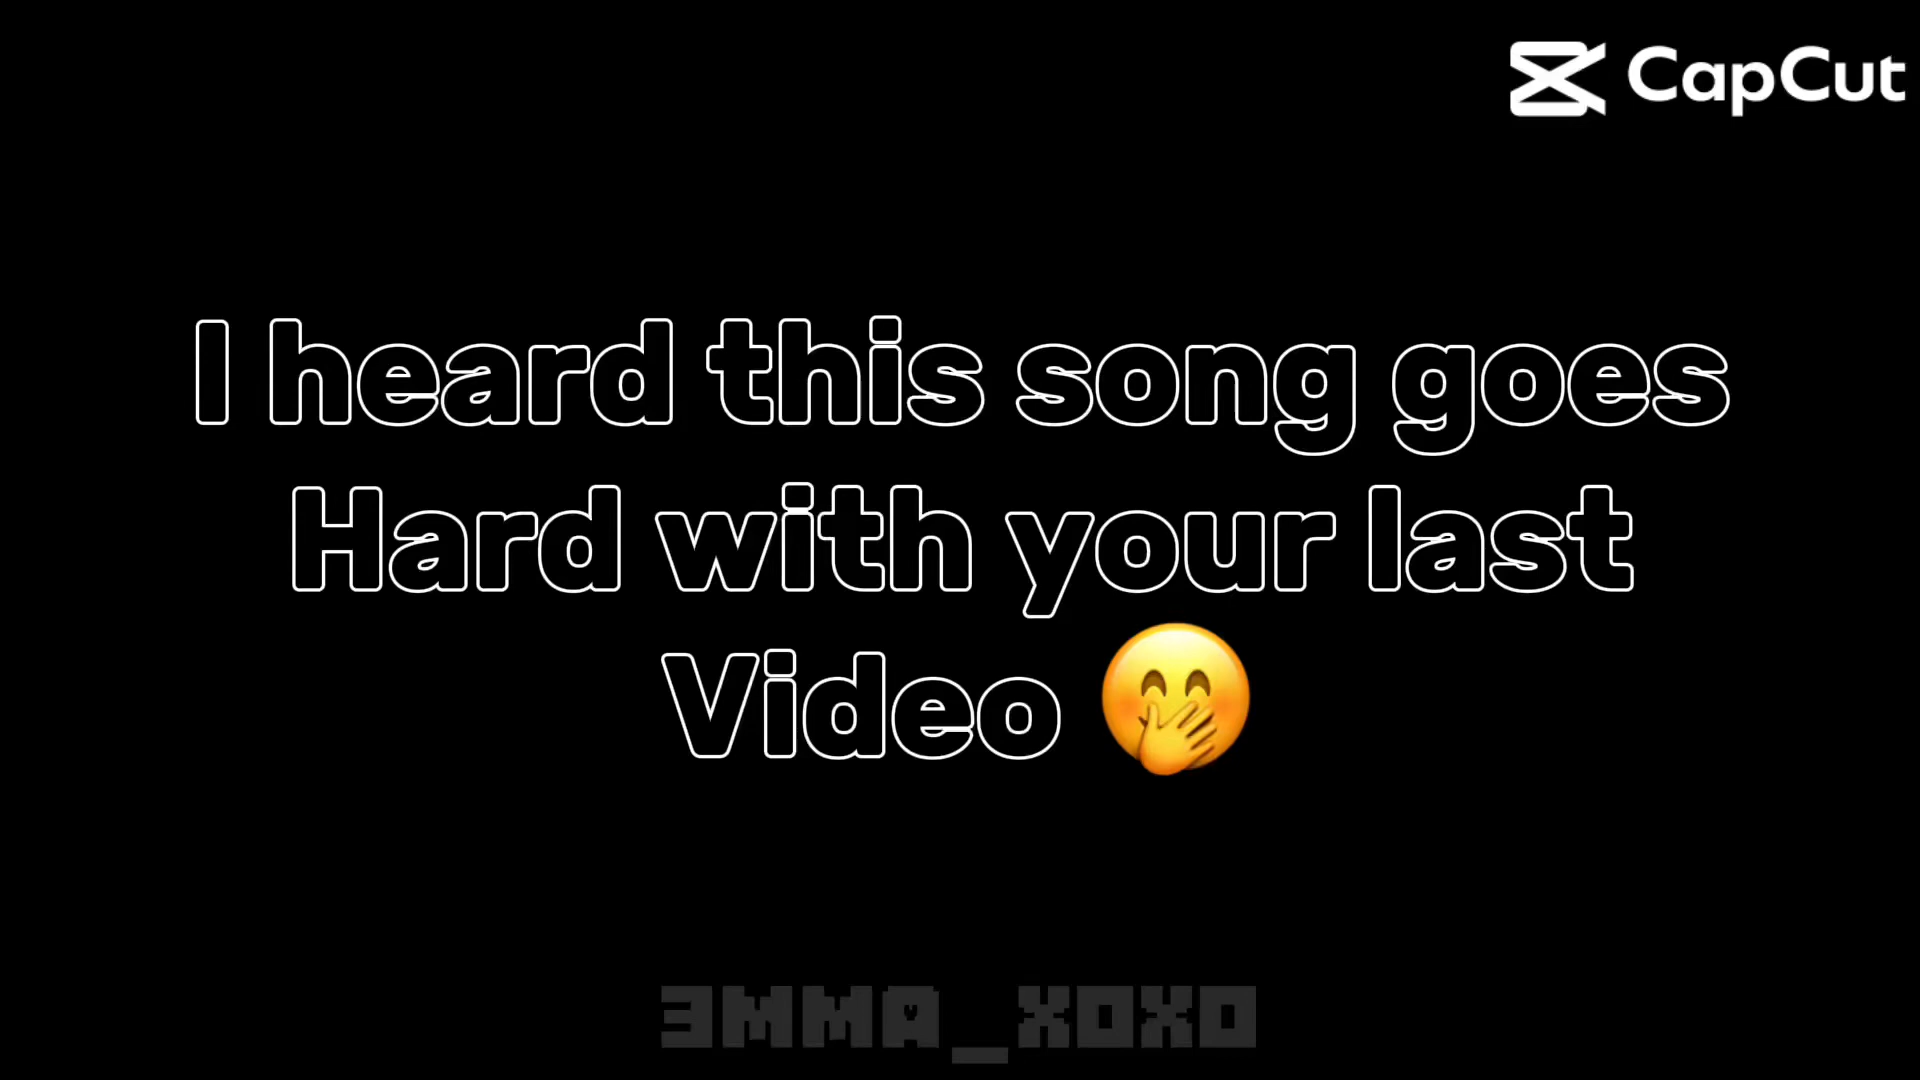 CapCut
I heard this song goes
Hard with your last
Video 🤭
3MMA_XOXO